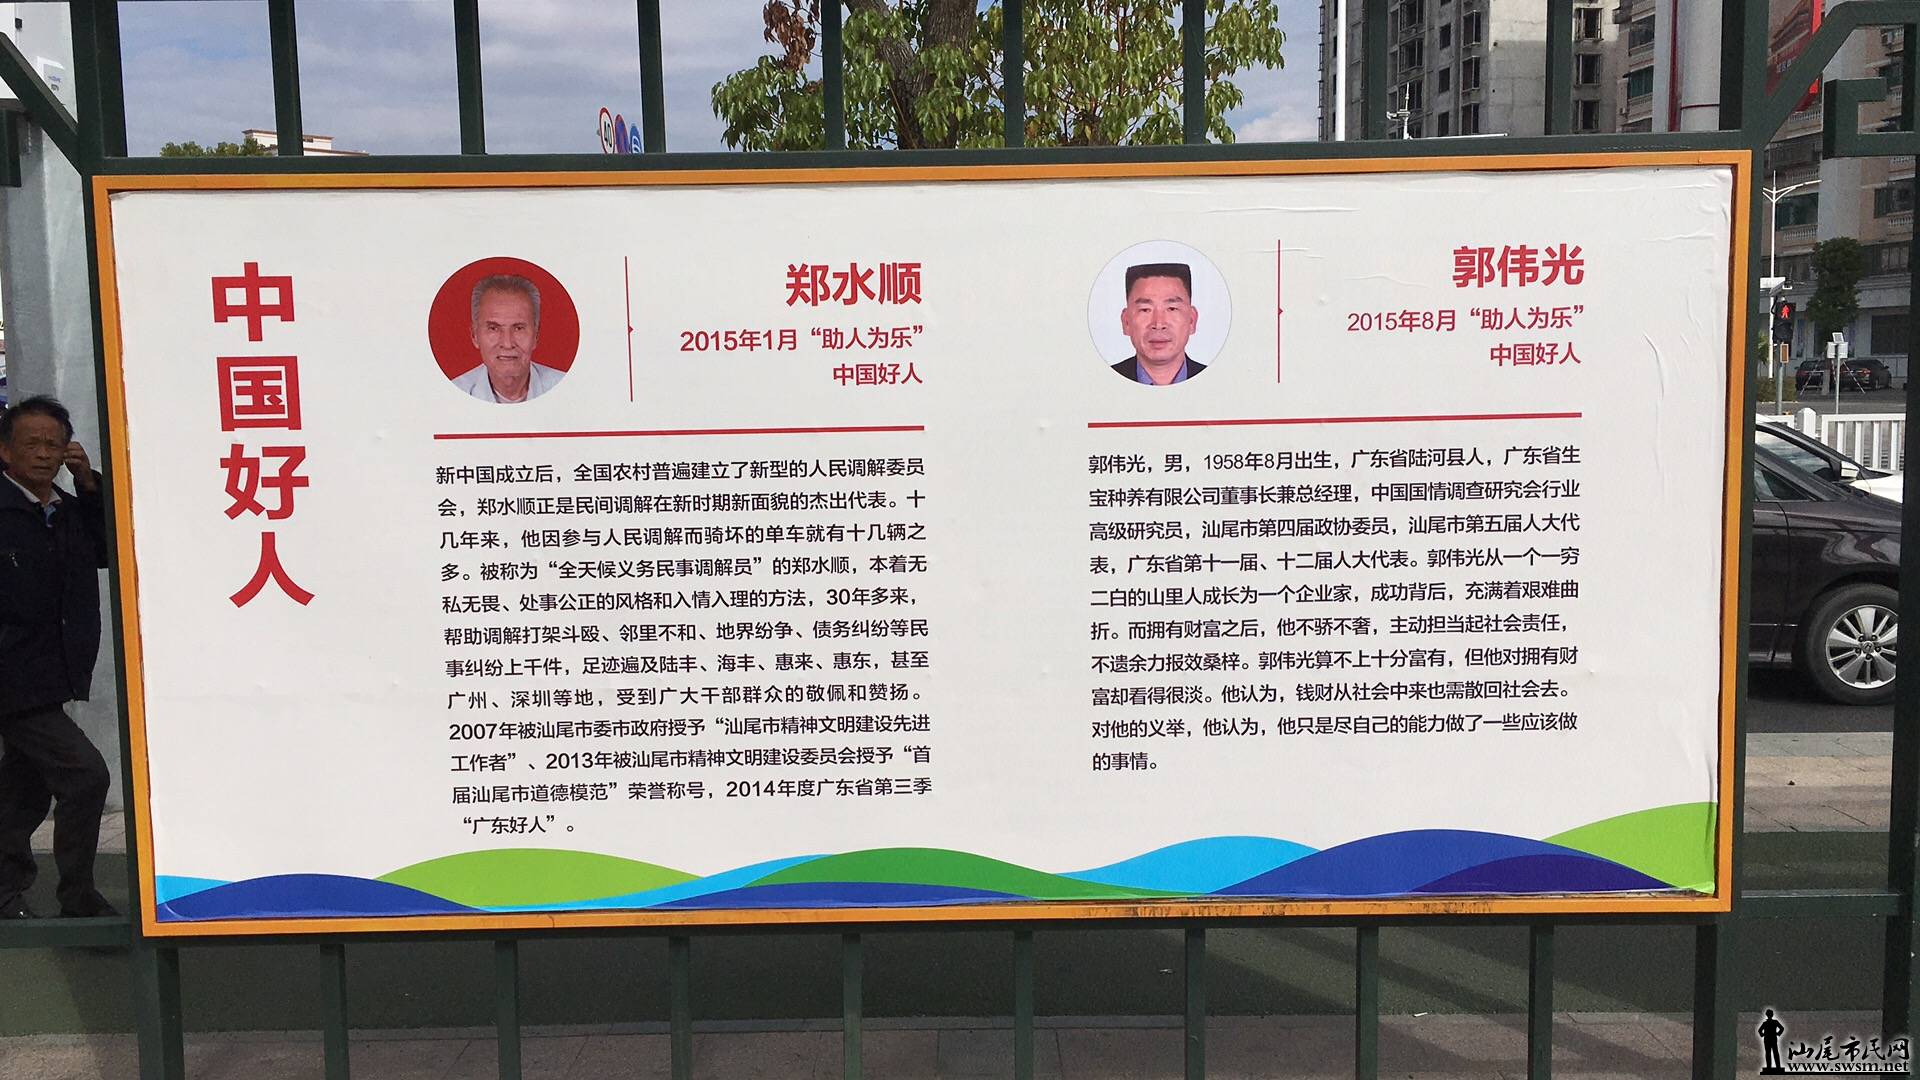 中国好人
郑水顺
2015年1月“助人为乐”
中国好人
新中国成立后，全国农村普遍建立了新型的人民调解委员
会，郑水顺正是民间调解在新时期新面貌的杰出代表。十
几年来，他因参与人民调解而骑坏的单车就有十几辆之
多。被称为“全天候义务民事调解员”的郑水顺，本着无
私无畏、处事公正的风格和入情入理的方法，30年多来，
帮助调解打架斗殴、邻里不和、地界纷争、债务纠纷等民
事纠纷上千件，足迹遍及陆丰、海丰、惠来、惠东，甚至
广州、深圳等地，受到广大干部群众的敬佩和赞扬。
2007年被汕尾市委市政府授予“汕尾市精神文明建设先进
工作者”、2013年被汕尾市精神文明建设委员会授予“首
届汕尾市道德模范”荣誉称号，2014年度广东省第三季
“广东好人”。
郭伟光
2015年8月“助人为乐”
中国好人
郭伟光，男，1958年8月出生，广东省陆河县人，广东省生
宝种养有限公司董事长兼总经理，中国国情调查研究会行业
高级研究员，汕尾市第四届政协委员，汕尾市第五届人大代
表，广东省第十一届、十二届人大代表。郭伟光从一个一穷
二白的山里人成长为一个企业家，成功背后，充满着艰难曲
折。而拥有财富之后，他不骄不奢，主动担当起社会责任，
不遗余力报效桑梓。郭伟光算不上十分富有，但他对拥有财
富却看得很淡。他认为，钱财从社会中来也需散回社会去。
对他的义举，他认为，他只是尽自己的能力做了一些应该做
的事情。
40
汕尾市民网
www.swsm.net